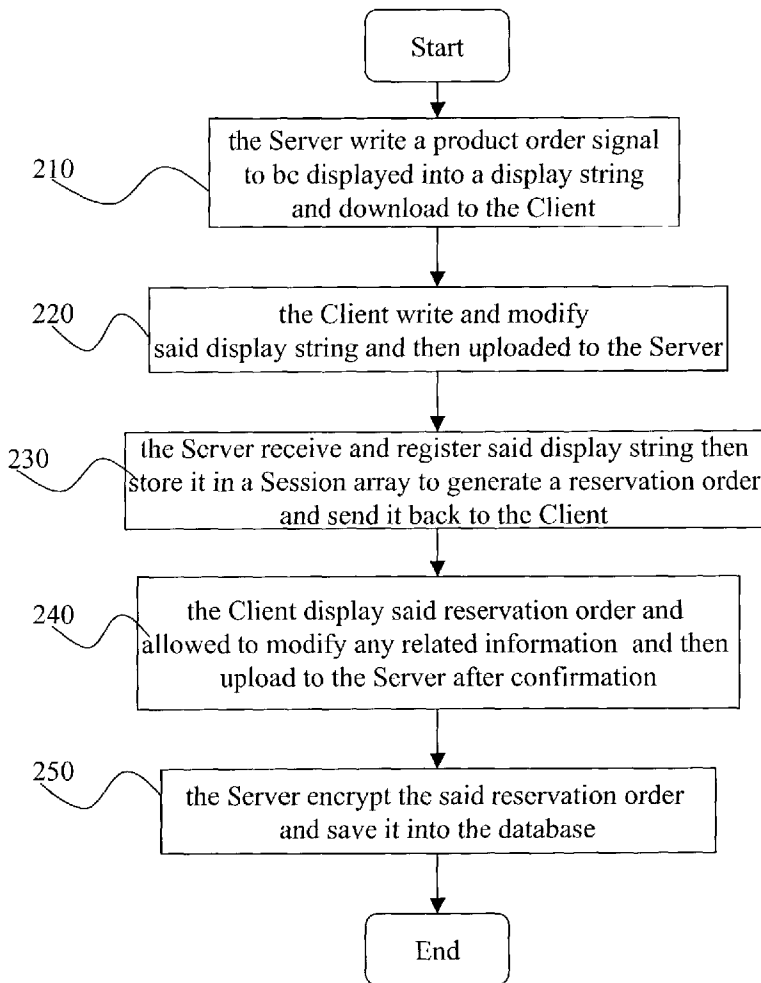 Start
210
the Server write a product order signal
to be displayed into a display string
and download to the Client
220
the Client write and modify
said display string and then uploaded to the Server
230
the Server receive and register said display string then
store it in a Session array to generate a reservation order
and send it back to the Client
240
the Client display said reservation order and
allowed to modify any related information and then
upload to the Server after confirmation
250
the Server encrypt the said reservation order
and save it into the database
End